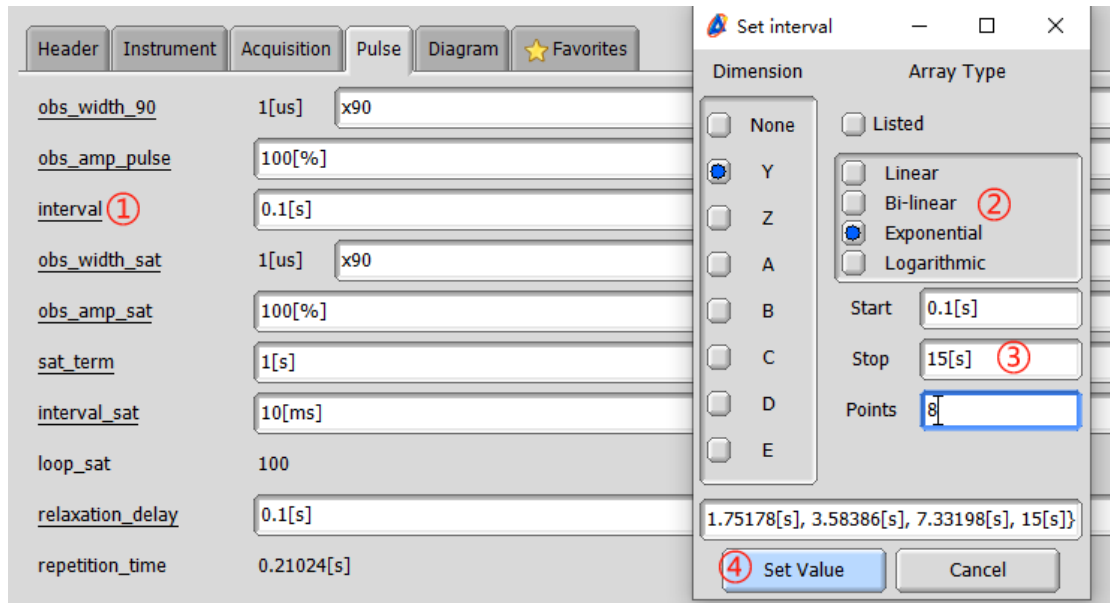 Header Instrument Acquisition Pulse Diagram Favorites
obs_width_90 1[us] x90
obs_amp_pulse 100[%]
interval ① 0.1[s]
obs_width_sat 1[us] x90
obs_amp_sat 100[%]
sat_term 1[s]
interval_sat 10[ms]
loop_sat 100
relaxation_delay 0.1[s]
repetition_time 0.21024[s]
Set interval
Dimension Array Type
None
Y
Z
A
B
C
D
E
Listed
Linear
Bi-linear ②
Exponential
Logarithmic
Start 0.1[s]
Stop 15[s] ③
Points 8
1.75178[s], 3.58386[s], 7.33198[s], 15[s]}
④ Set Value Cancel